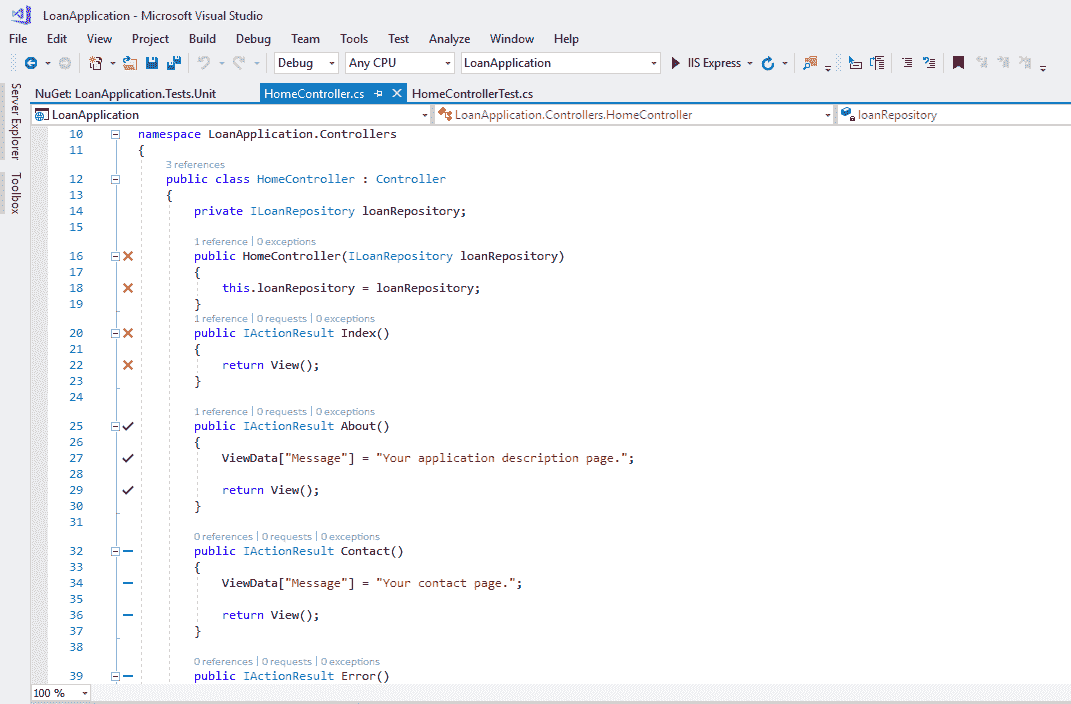 LoanApplication - Microsoft Visual Studio
File Edit View Project Build Debug Team Tools Test Analyze Window Help
Debug Any CPU LoanApplication IIS Express
Server Explorer
Toolbox
NuGet: LoanApplication.Tests.Unit HomeController.cs HomeControllerTest.cs
LoanApplication LoanApplication.Controllers.HomeController loanRepository
10 namespace LoanApplication.Controllers
11 {
3 references
12 public class HomeController : Controller
13 {
14 private ILoanRepository loanRepository;
15
1 reference | 0 exceptions
16 public HomeController(ILoanRepository loanRepository)
17 {
18 this.loanRepository = loanRepository;
19 }
1 reference | 0 requests | 0 exceptions
20 public IActionResult Index()
21 {
22 return View();
23 }
24
1 reference | 0 requests | 0 exceptions
25 public IActionResult About()
26 {
27 ViewData["Message"] = "Your application description page.";
28
29 return View();
30 }
31
0 references | 0 requests | 0 exceptions
32 public IActionResult Contact()
33 {
34 ViewData["Message"] = "Your contact page.";
35
36 return View();
37 }
38
0 references | 0 requests | 0 exceptions
39 public IActionResult Error()
100 %